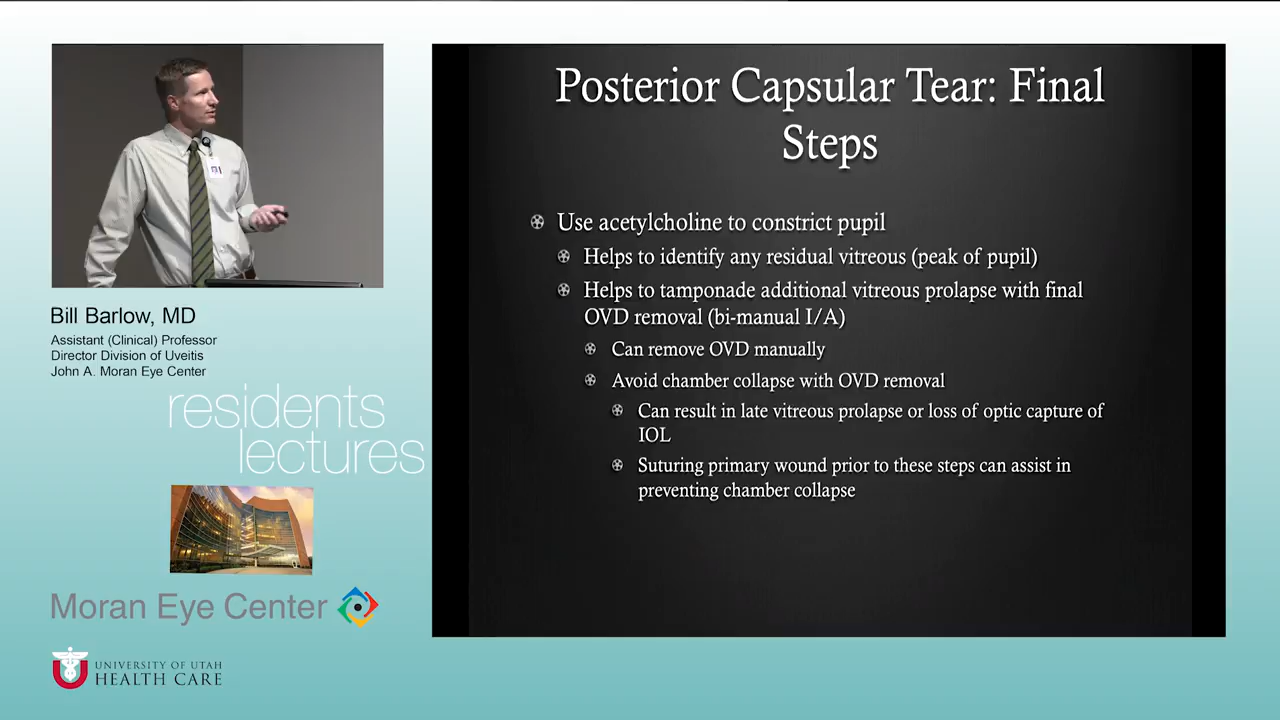 Posterior Capsular Tear: Final
Steps
Use acetylcholine to constrict pupil
Helps to identify any residual vitreous (peak of pupil)
Helps to tamponade additional vitreous prolapse with final
OVD removal (bi-manual I/A)
Can remove OVD manually
Avoid chamber collapse with OVD removal
Can result in late vitreous prolapse or loss of optic capture of
IOL
Suturing primary wound prior to these steps can assist in
preventing chamber collapse
Bill Barlow, MD
Assistant (Clinical) Professor
Director Division of Uveitis
John A. Moran Eye Center
residents
lectures
Moran Eye Center
UNIVERSITY OF UTAH
HEALTH CARE